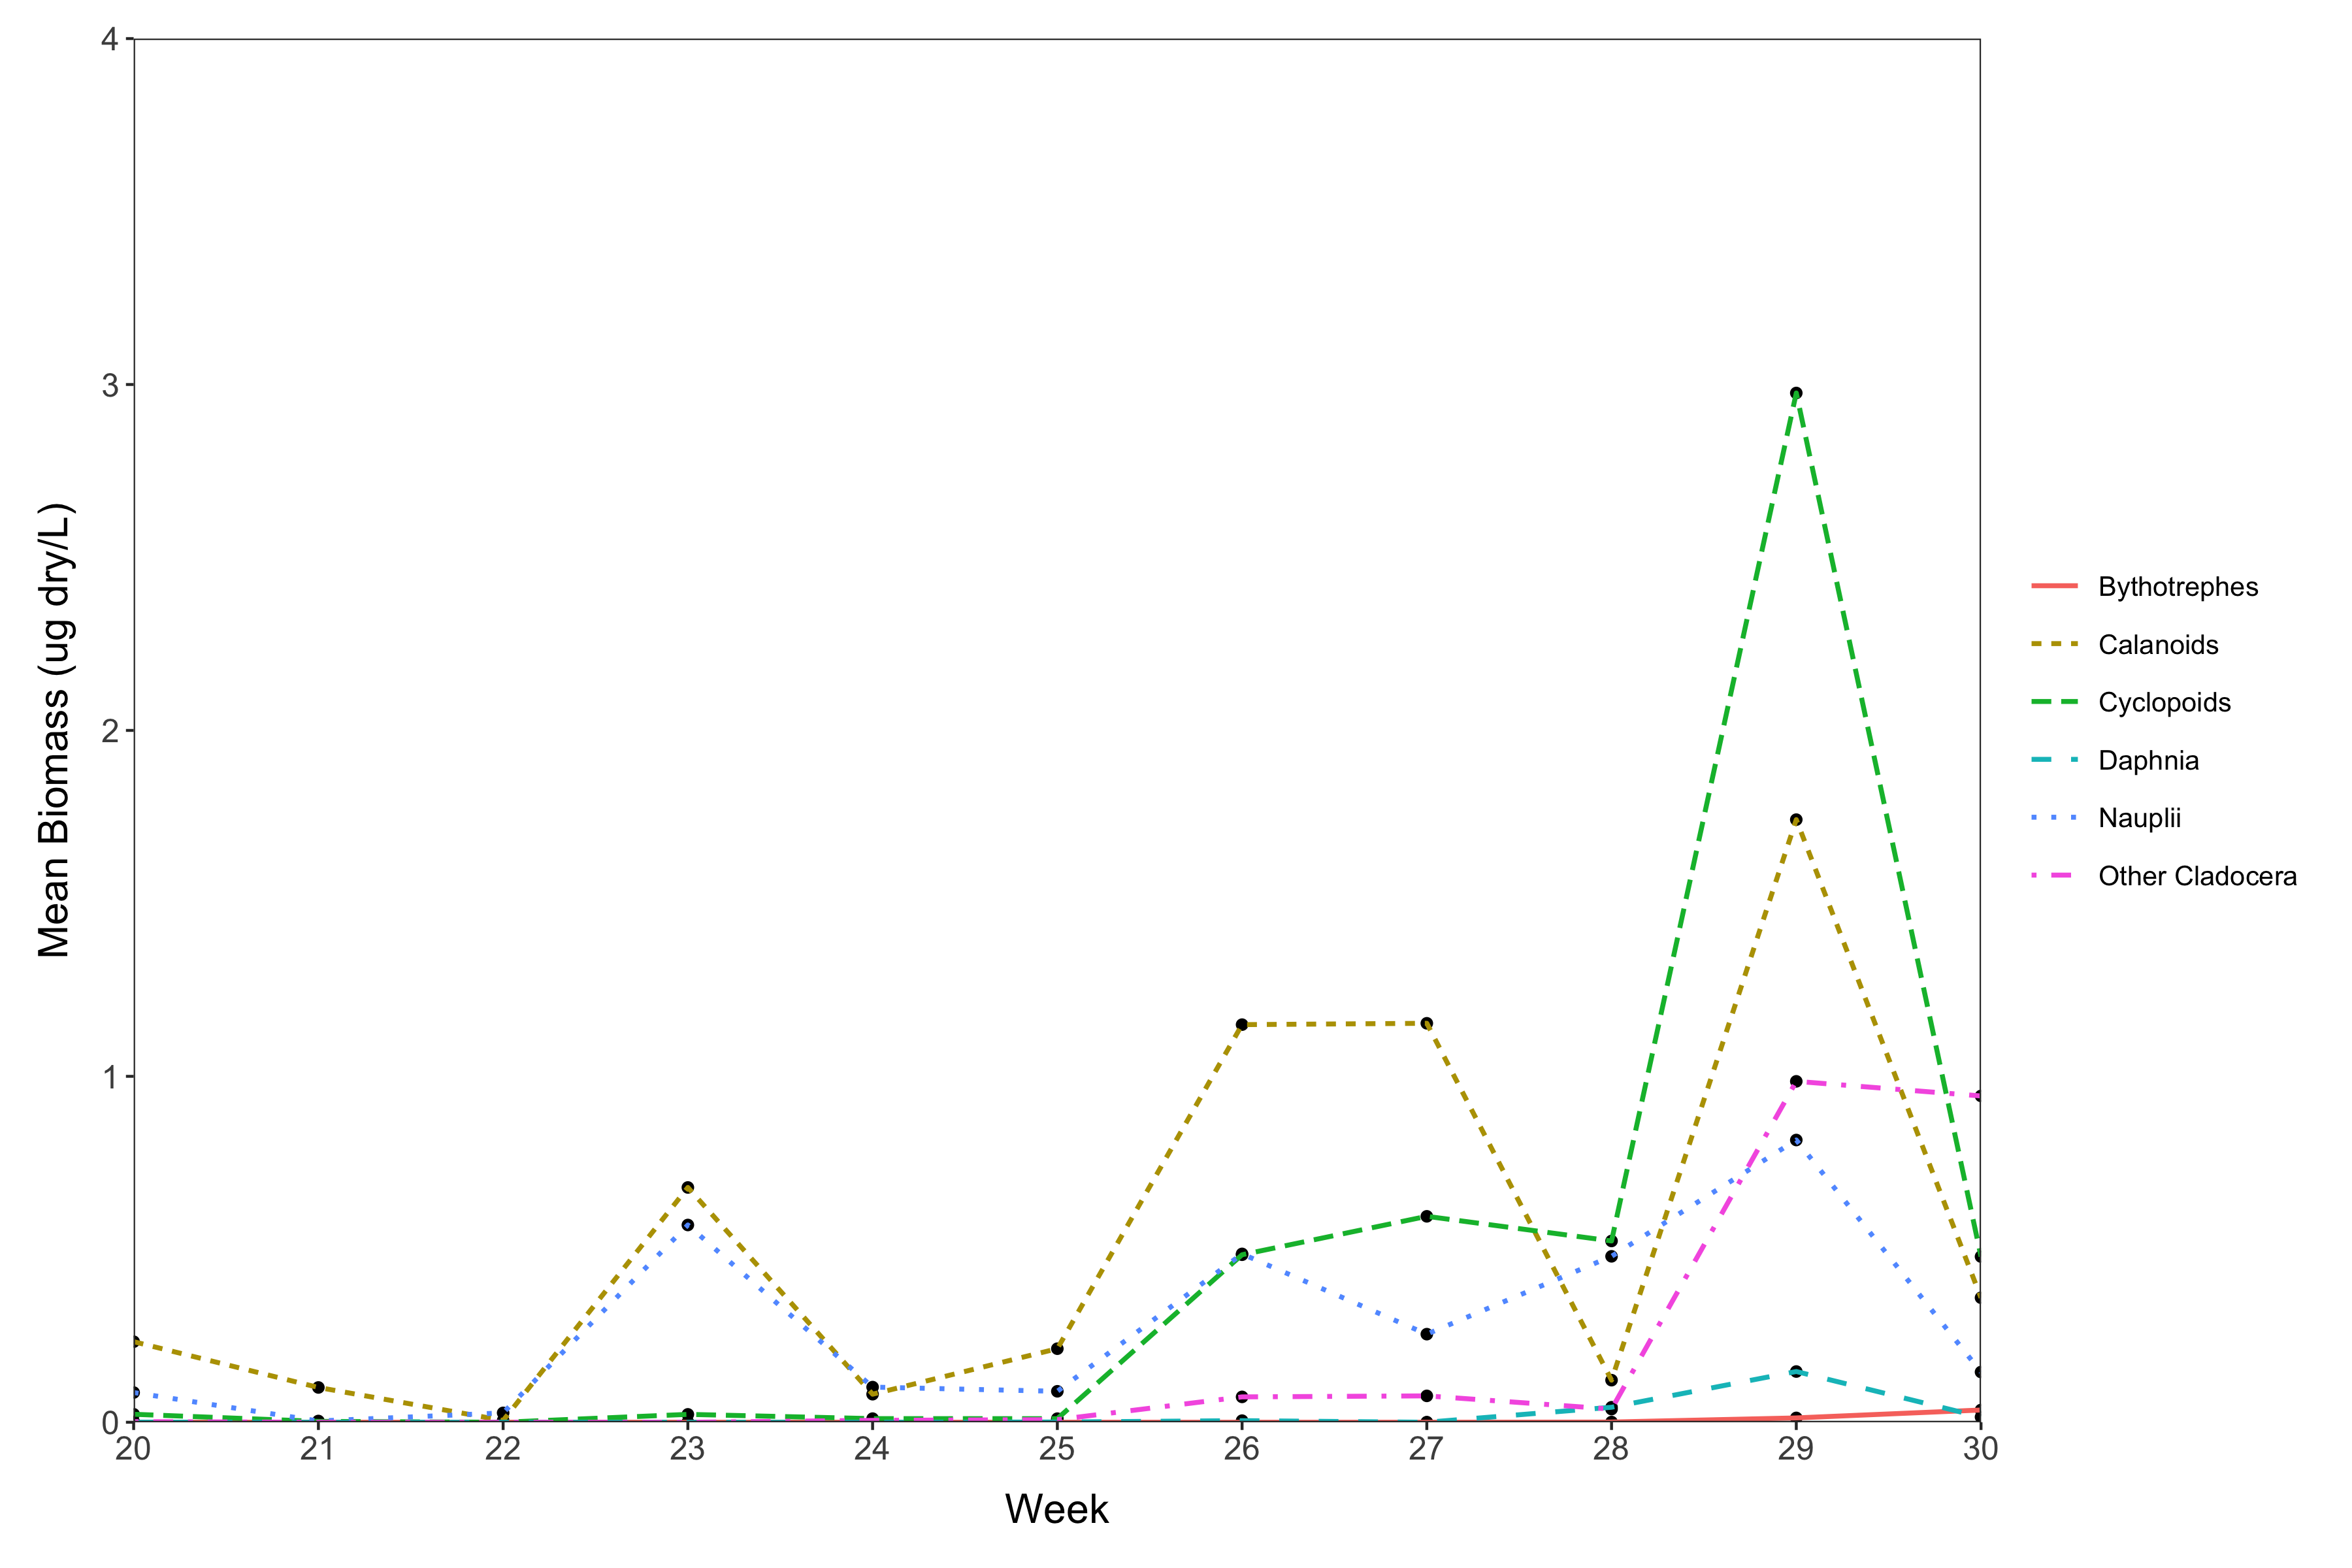 4
3
2
1
0
Mean Biomass (ug dry/L)
20 21 22 23 24 25 26 27 28 29 30
Week
Bythotrephes
Calanoids
Cyclopoids
Daphnia
Nauplii
Other Cladocera